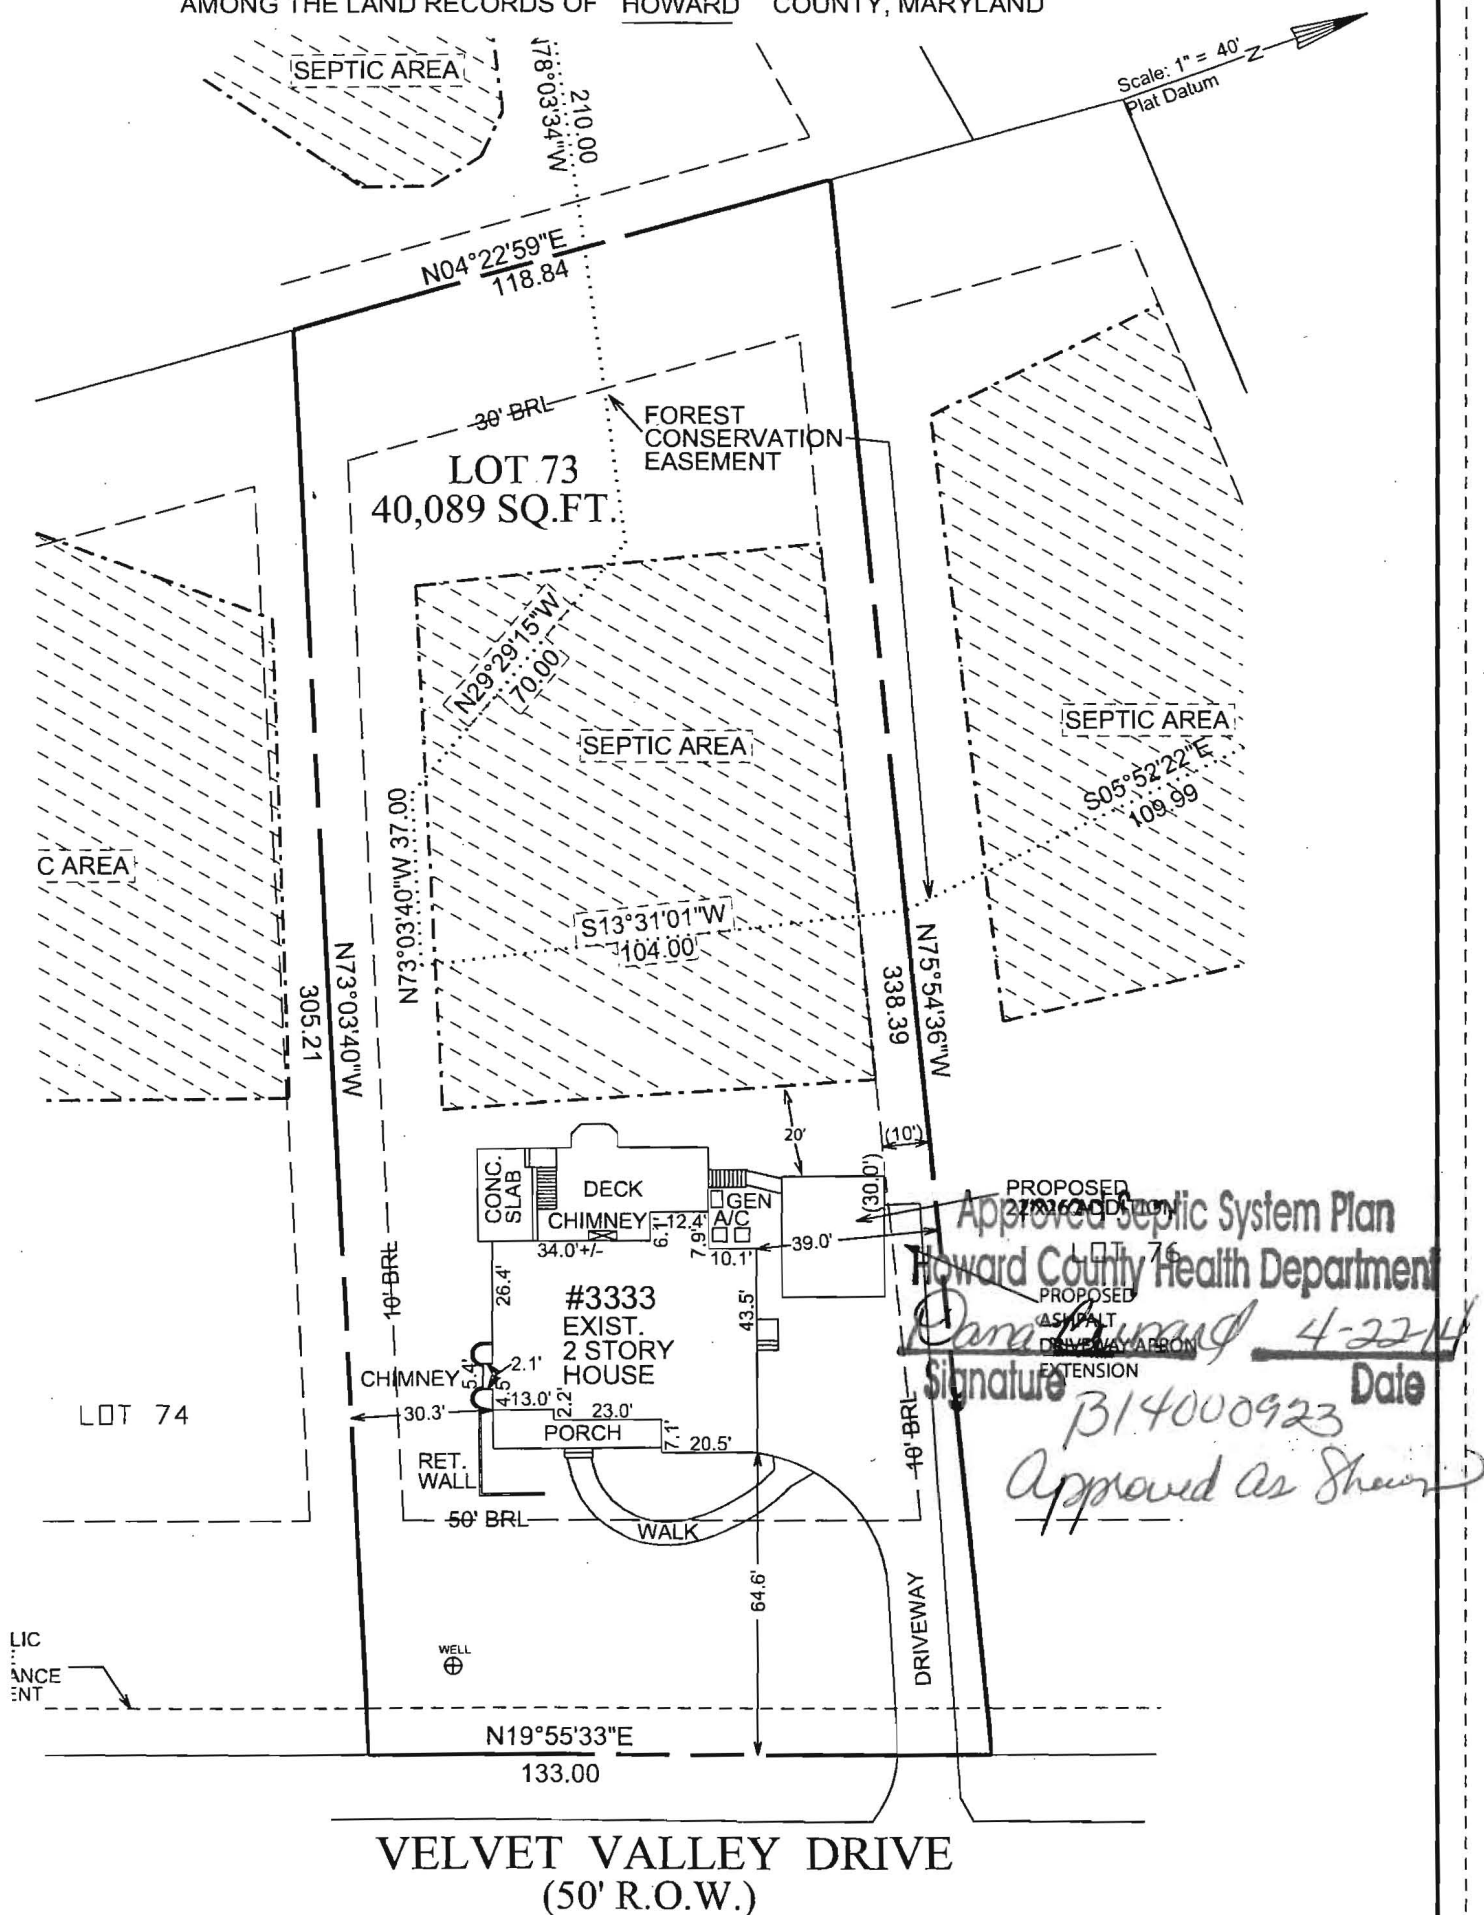 AMONG THE LAND RECORDS OF HOWARD COUNTY, MARYLAND
SEPTIC AREA
N78°03'34"W
210.00
Scale: 1" = 40'
Plat Datum
N
N04°22'59"E
118.84
30' BRL
FOREST
CONSERVATION
EASEMENT
LOT 73
40,089 SQ.FT.
N29°29'15"W
70.00
SEPTIC AREA
SEPTIC AREA
S05°52'22"E
109.99
C AREA
N73°03'40"W 37.00
S13°31'01"W
104.00
N73°03'40"W
305.21
N75°54'36"W
338.39
20'
(10')
(30.0')
CONC.
SLAB
DECK
GEN
A/C
CHIMNEY
12.4'
6.1'
7.9'
34.0'+/-
10.1'
39.0'
PROPOSED
ADDITION
LOT 76
PROPOSED
ASHPALT
DRIVEWAY APRON
EXTENSION
Approved Septic System Plan
Howard County Health Department
4-22-14
Signature
Date
B14000923
Approved as Shown
10' BRL
26.4'
#3333
EXIST.
2 STORY
HOUSE
43.5'
CHIMNEY
5.4'
4.5'
2.1'
13.0'
2.2'
23.0'
30.3'
PORCH
7.1'
20.5'
LOT 74
RET.
WALL
10' BRL
50' BRL
WALK
64.6'
DRIVEWAY
WELL
LIC
ANCE
ENT
N19°55'33"E
133.00
VELVET VALLEY DRIVE
(50' R.O.W.)